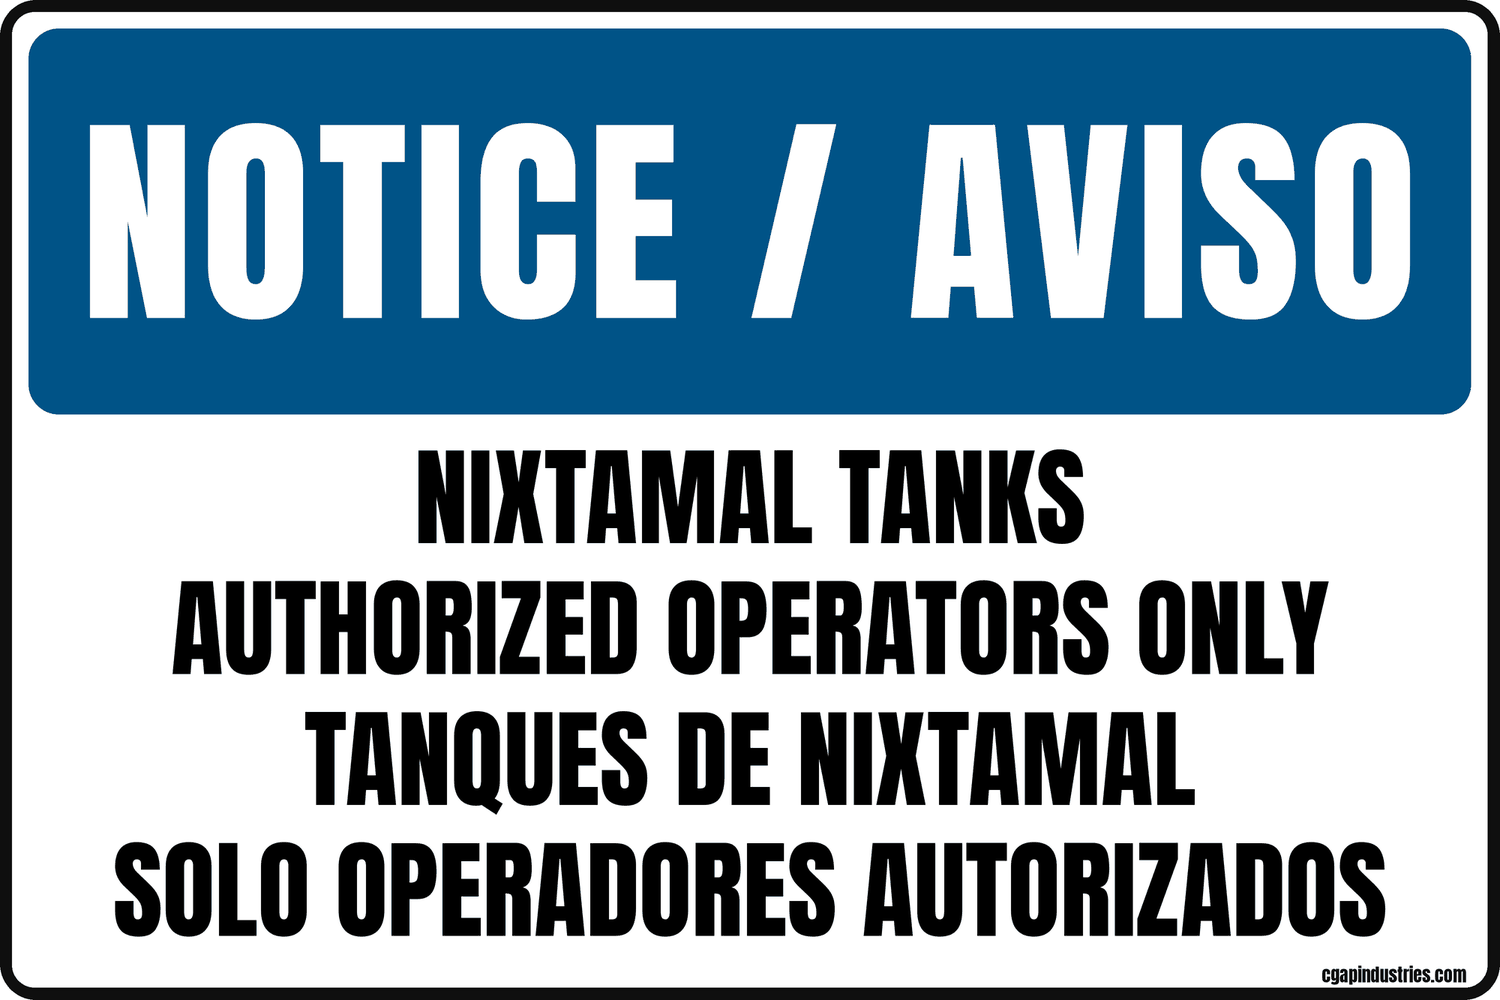 NOTICE / AVISO
NIXTAMAL TANKS
AUTHORIZED OPERATORS ONLY
TANQUES DE NIXTAMAL
SOLO OPERADORES AUTORIZADOS
cgapindustries.com